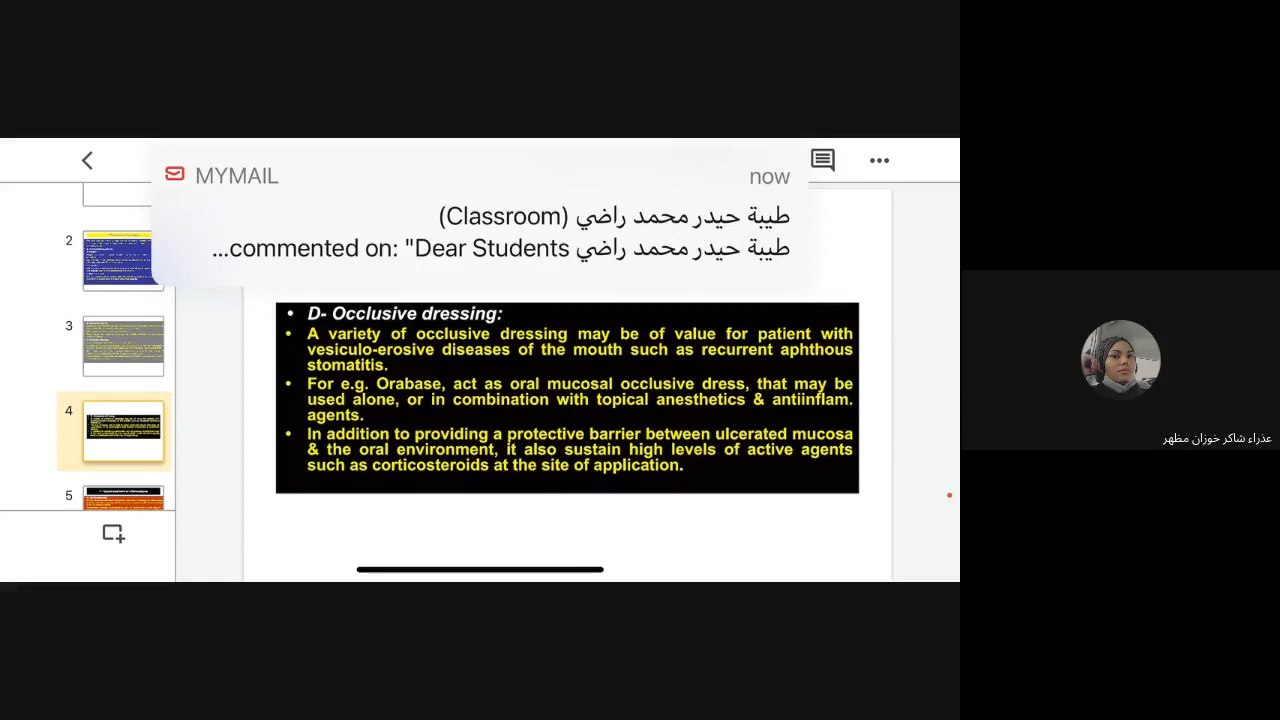 MYMAIL
now
طيبة حيدر محمد راضي (Classroom)
طيبة حيدر محمد راضي commented on: "Dear Students...
2
3
4
5
• D- Occlusive dressing:
• A variety of occlusive dressing may be of value for patient with
vesiculo-erosive diseases of the mouth such as recurrent aphthous
stomatitis.
• For e.g. Orabase, act as oral mucosal occlusive dress, that may be
used alone, or in combination with topical anesthetics & antiinflam.
agents.
• In addition to providing a protective barrier between ulcerated mucosa
& the oral environment, it also sustain high levels of active agents
such as corticosteroids at the site of application.
عذراء شاكر خوزان مظهر